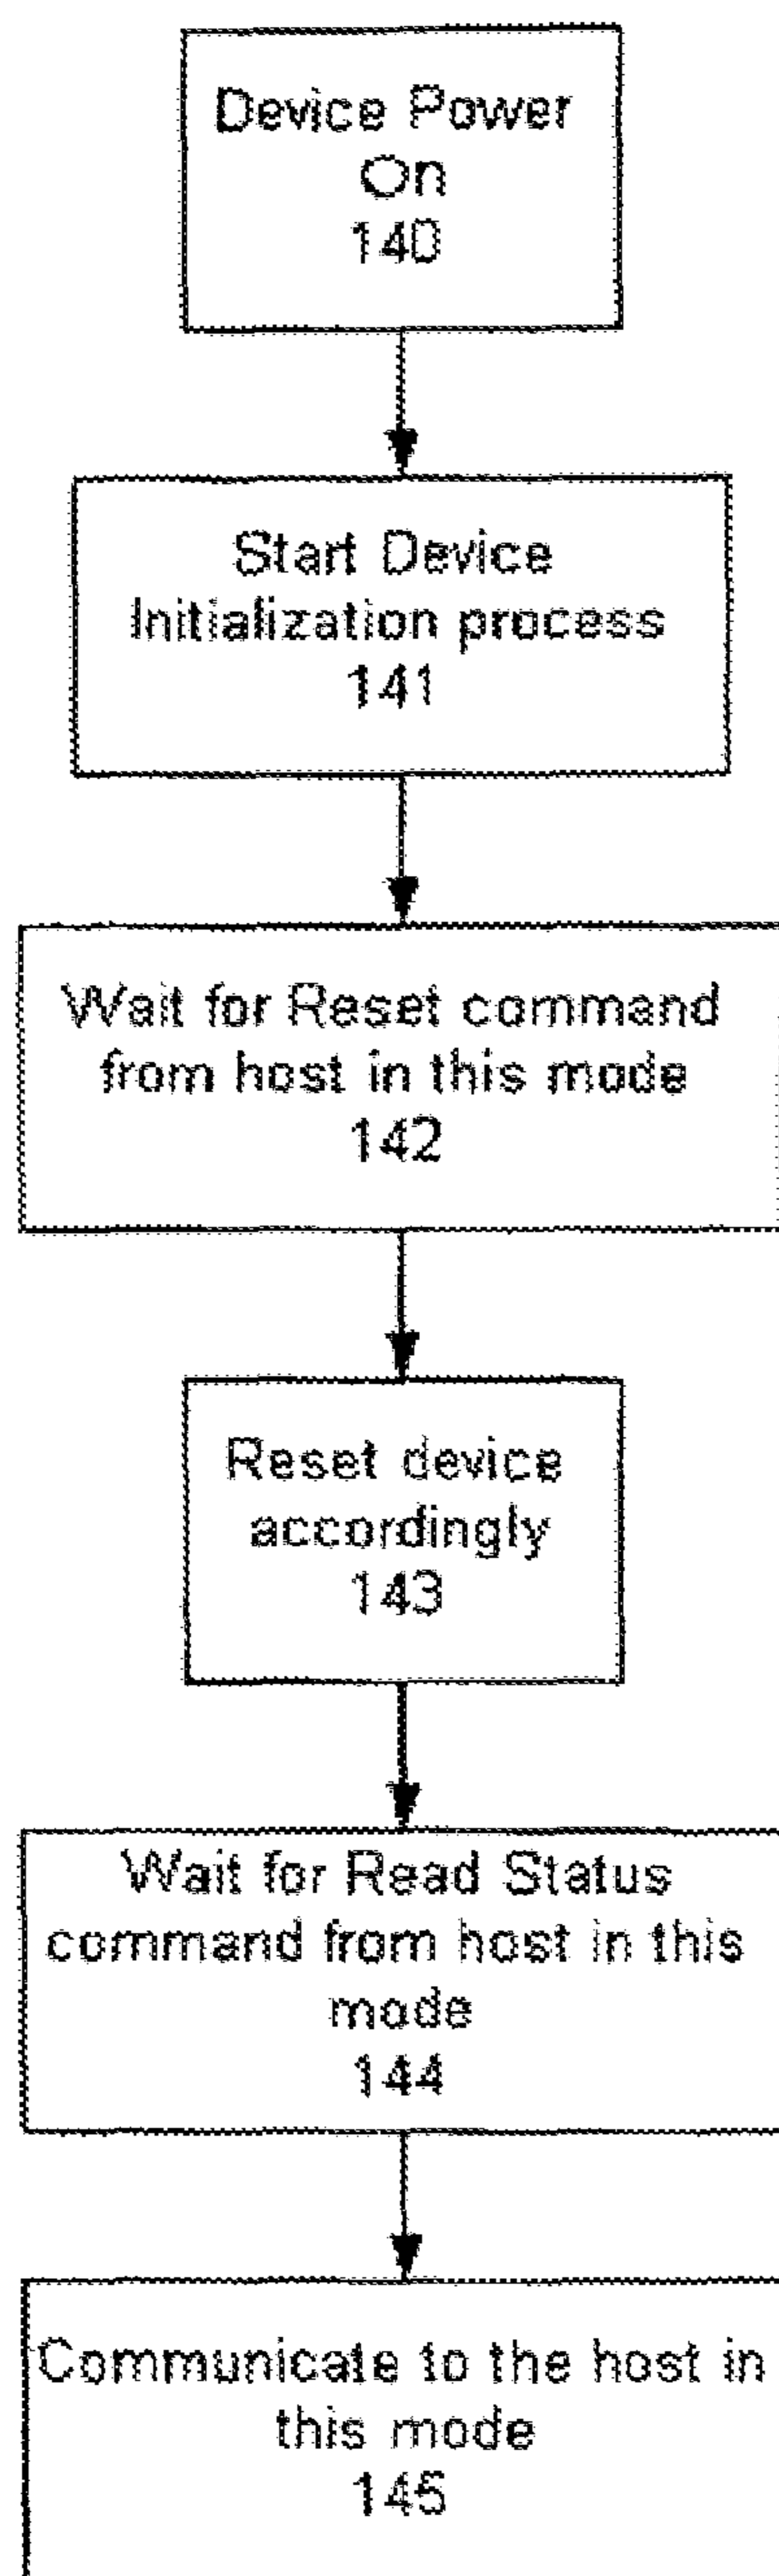 Device Power
On
140
Start Device
Initialization process
141
Wait for Reset command
from host in this mode
142
Reset device
accordingly
143
Wait for Read Status
command from host in this
mode
144
Communicate to the host in
this mode
145